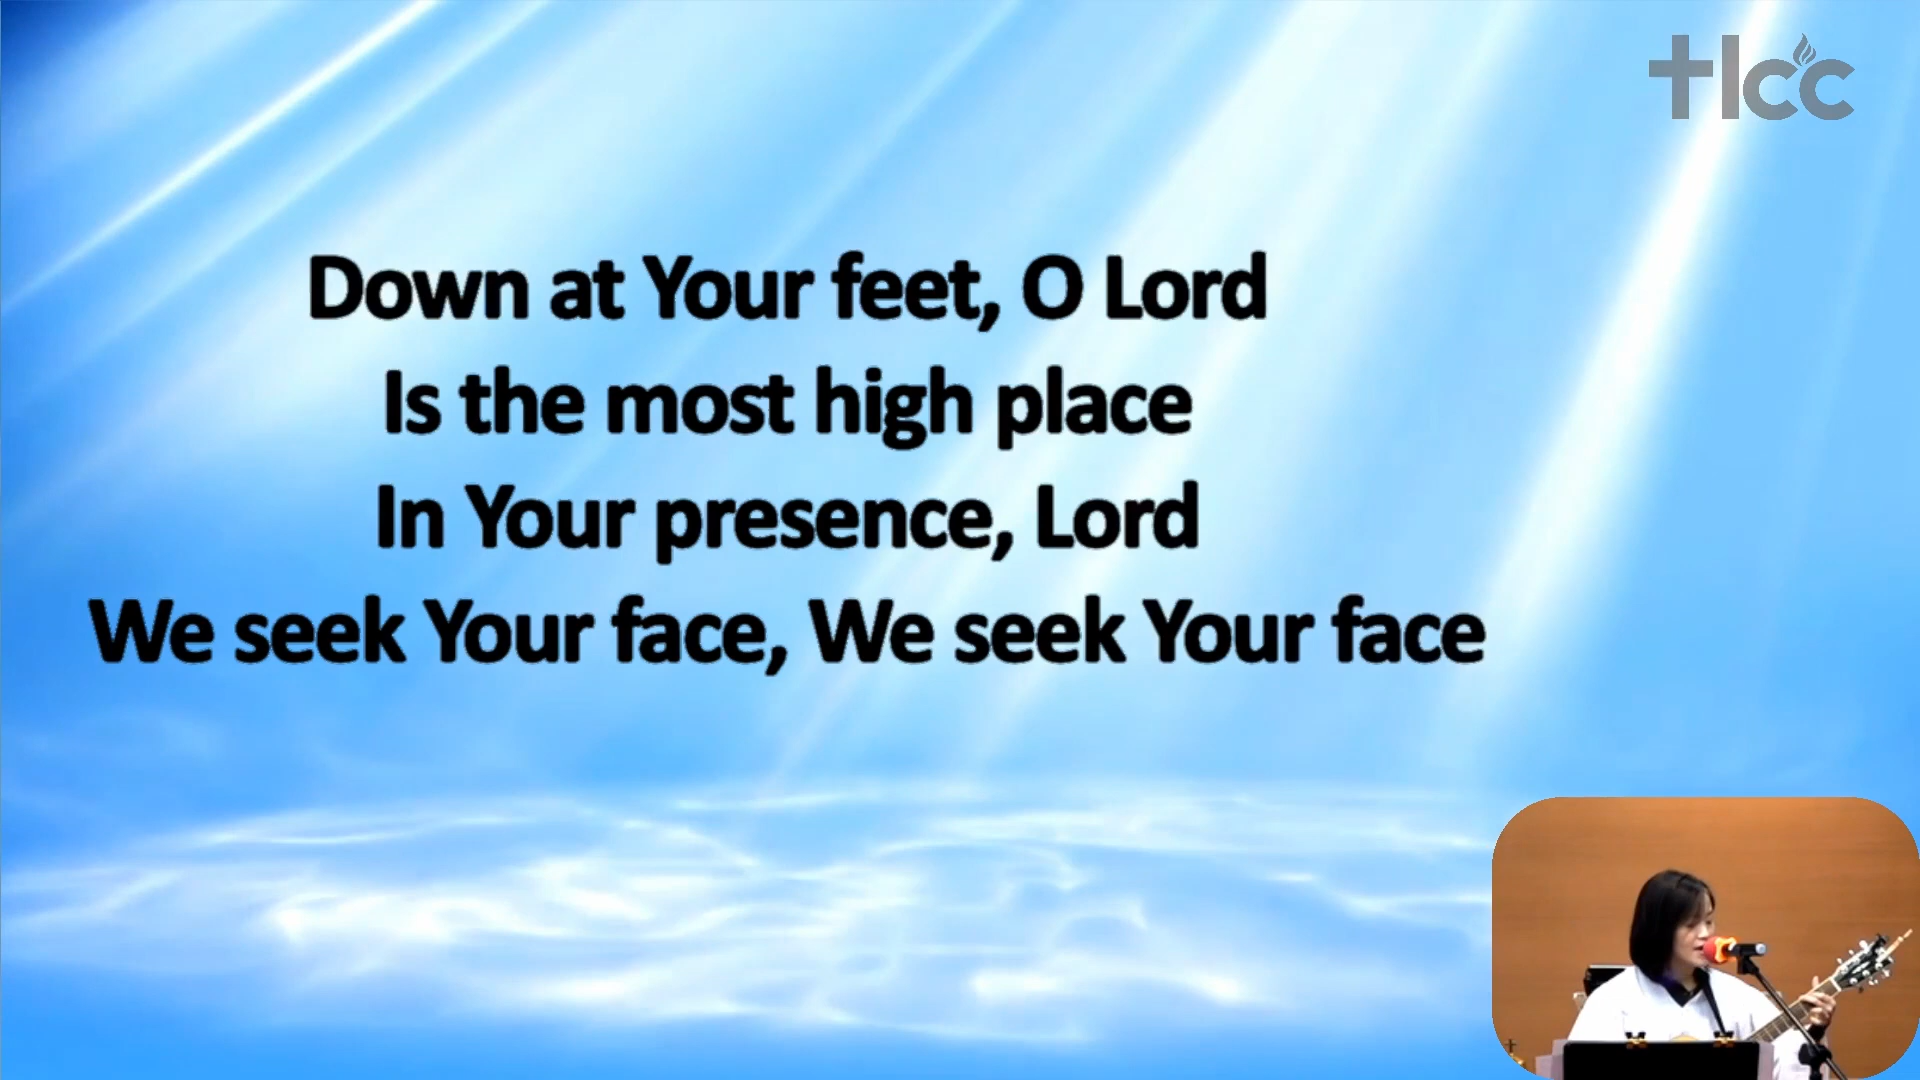 tlcc
Down at Your feet, O Lord
Is the most high place
In Your presence, Lord
We seek Your face, We seek Your face